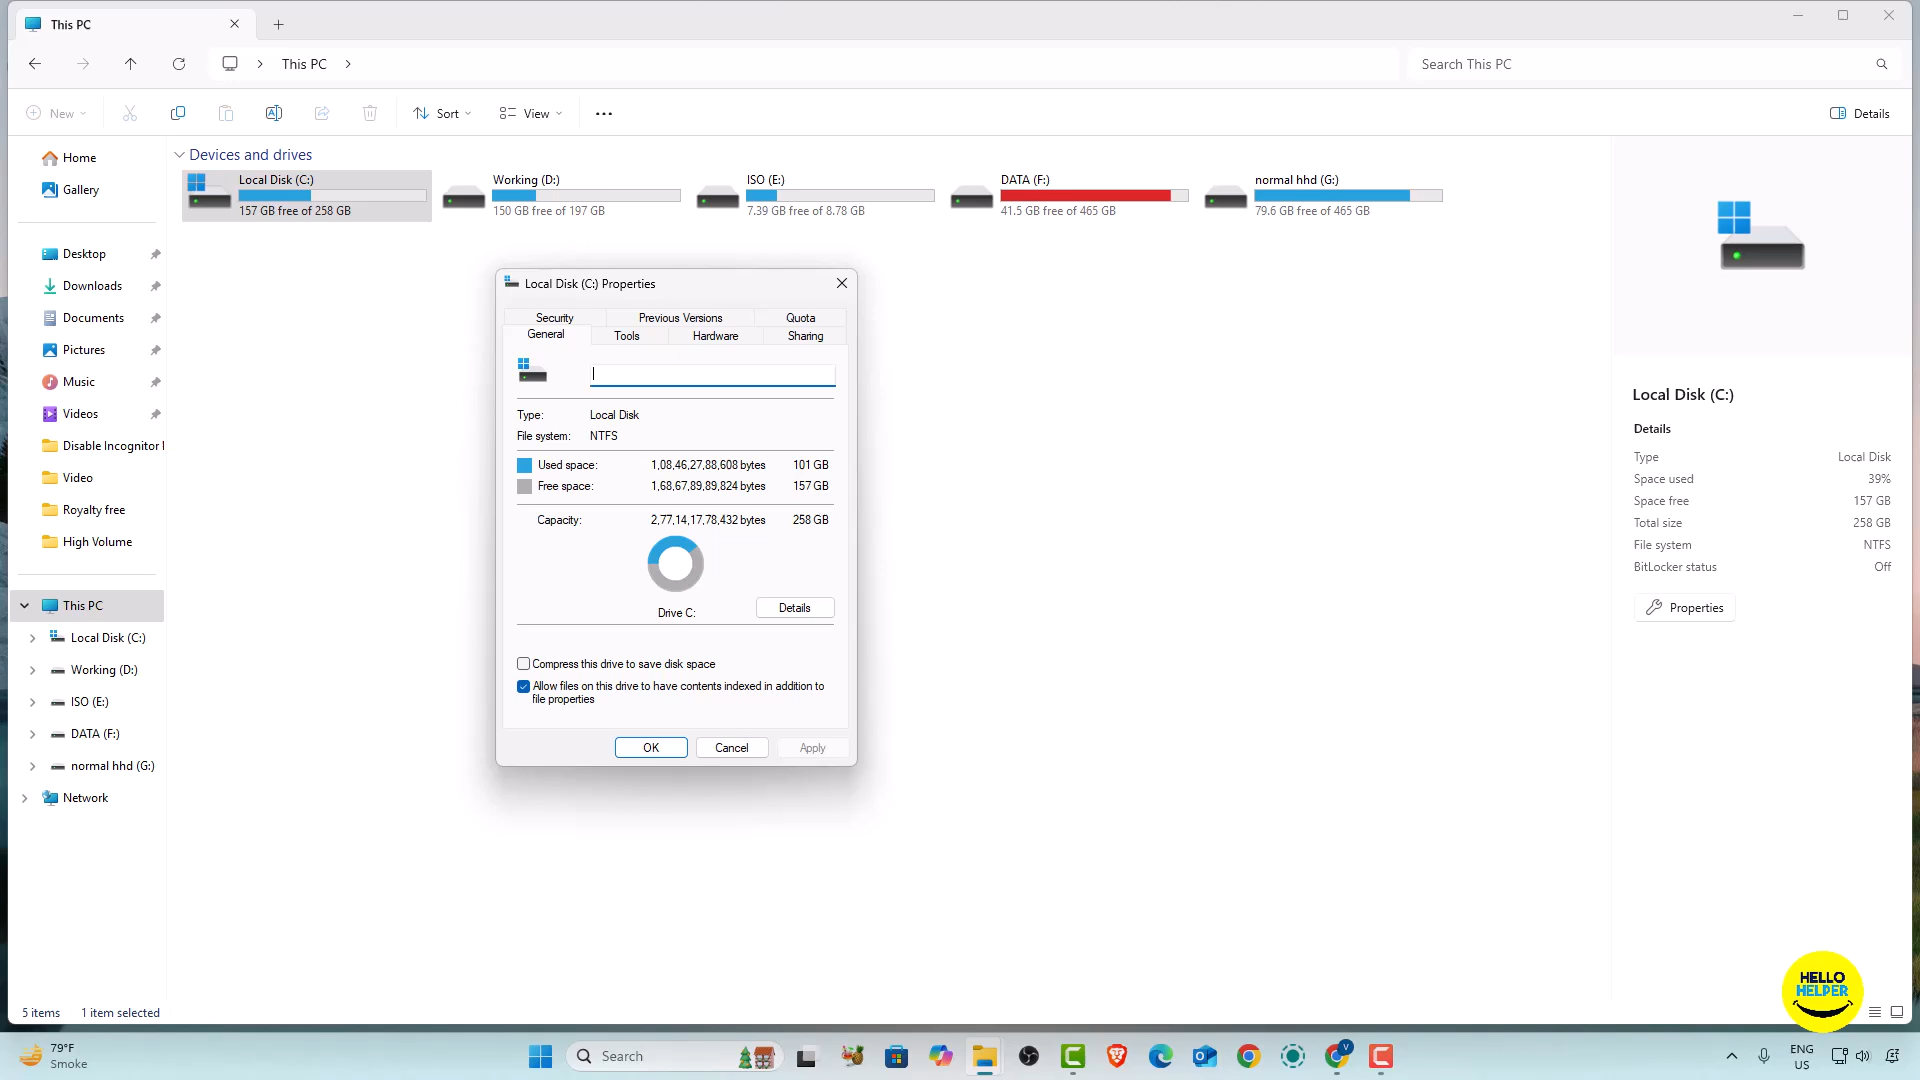 This PC
This PC
Search This PC
New
Sort
View
Details
Home
Gallery
Desktop
Downloads
Documents
Pictures
Music
Videos
Disable Incognitor
Video
Royalty free
High Volume
This PC
Local Disk (C:)
Working (D:)
ISO (E:)
DATA (F:)
normal hhd (G:)
Network
Devices and drives
Local Disk (C:)
157 GB free of 258 GB
Working (D:)
150 GB free of 197 GB
ISO (E:)
7.39 GB free of 8.78 GB
DATA (F:)
41.5 GB free of 465 GB
normal hhd (G:)
79.6 GB free of 465 GB
Local Disk (C:) Properties
Security Previous Versions Quota
General Tools Hardware Sharing
Type: Local Disk
File system: NTFS
Used space: 1,08,46,27,88,608 bytes 101 GB
Free space: 1,68,67,89,89,824 bytes 157 GB
Capacity: 2,77,14,17,78,432 bytes 258 GB
Drive C:
Details
Compress this drive to save disk space
Allow files on this drive to have contents indexed in addition to
file properties
OK Cancel Apply
Local Disk (C:)
Details
Type Local Disk
Space used 39%
Space free 157 GB
Total size 258 GB
File system NTFS
BitLocker status Off
Properties
HELLO
HELPER
5 items 1 item selected
79°F
Smoke
Search
V
ENG
US